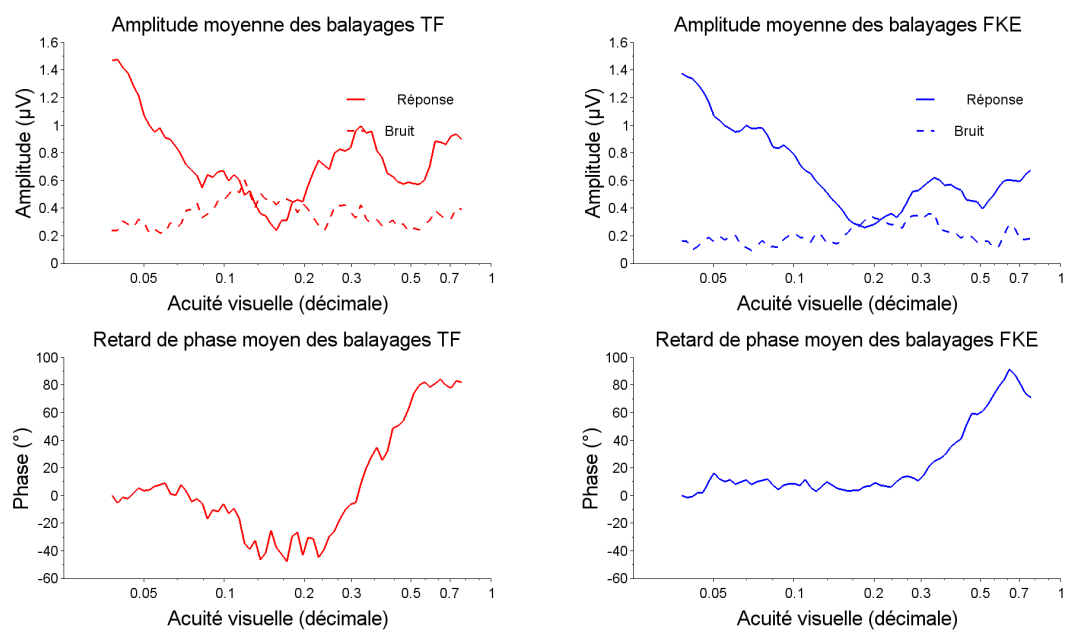 Amplitude moyenne des balayages TF
1.6
1.4
1.2
1
0.8
0.6
0.4
0.2
0
Amplitude (µV)
Réponse
Bruit
0.05 0.1 0.2 0.3 0.5 0.7 1
Acuité visuelle (décimale)
Amplitude moyenne des balayages FKE
1.6
1.4
1.2
1
0.8
0.6
0.4
0.2
0
Amplitude (µV)
Réponse
Bruit
0.05 0.1 0.2 0.3 0.5 0.7 1
Acuité visuelle (décimale)
Retard de phase moyen des balayages TF
100
80
60
40
20
0
-20
-40
-60
Phase (°)
0.05 0.1 0.2 0.3 0.5 0.7 1
Acuité visuelle (décimale)
Retard de phase moyen des balayages FKE
100
80
60
40
20
0
-20
-40
-60
Phase (°)
0.05 0.1 0.2 0.3 0.5 0.7 1
Acuité visuelle (décimale)